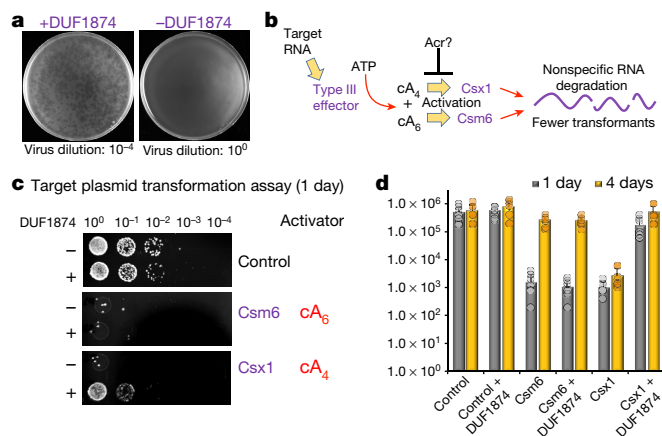 a
+DUF1874
–DUF1874
Virus dilution: 10⁻⁴
Virus dilution: 10⁰
b
Target
RNA
Type III
effector
ATP
Acr?
cA₄
+
cA₆
Activation
Csx1
Csm6
Nonspecific RNA
degradation
Fewer transformants
c Target plasmid transformation assay (1 day)
DUF1874 10⁰ 10⁻¹ 10⁻² 10⁻³ 10⁻⁴ Activator
–
+
Control
–
+
Csm6 cA₆
–
+
Csx1 cA₄
d
1 day
4 days
1.0 × 10⁶
1.0 × 10⁵
1.0 × 10⁴
1.0 × 10³
1.0 × 10²
1.0 × 10¹
1.0 × 10⁰
Control
Control +
DUF1874
Csm6
Csm6 +
DUF1874
Csx1
Csx1 +
DUF1874